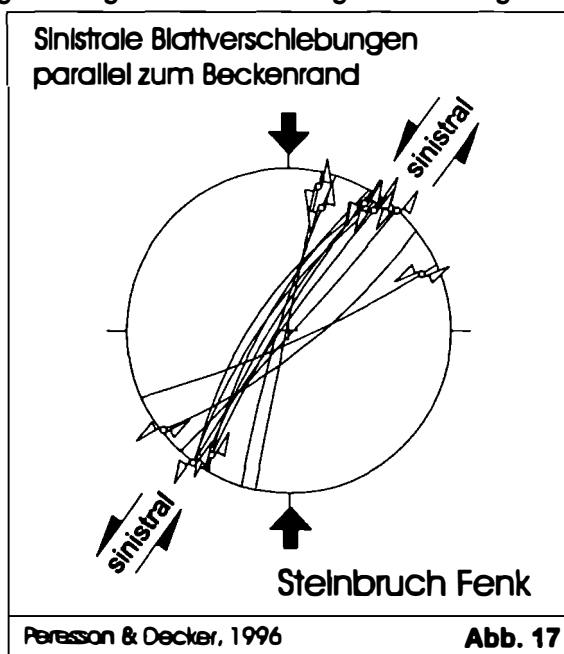 Sinistrale Blattverschiebungen
parallel zum Beckenrand
sinistral
sinistral
Steinbruch Fenk
Peresson & Decker, 1996
Abb. 17